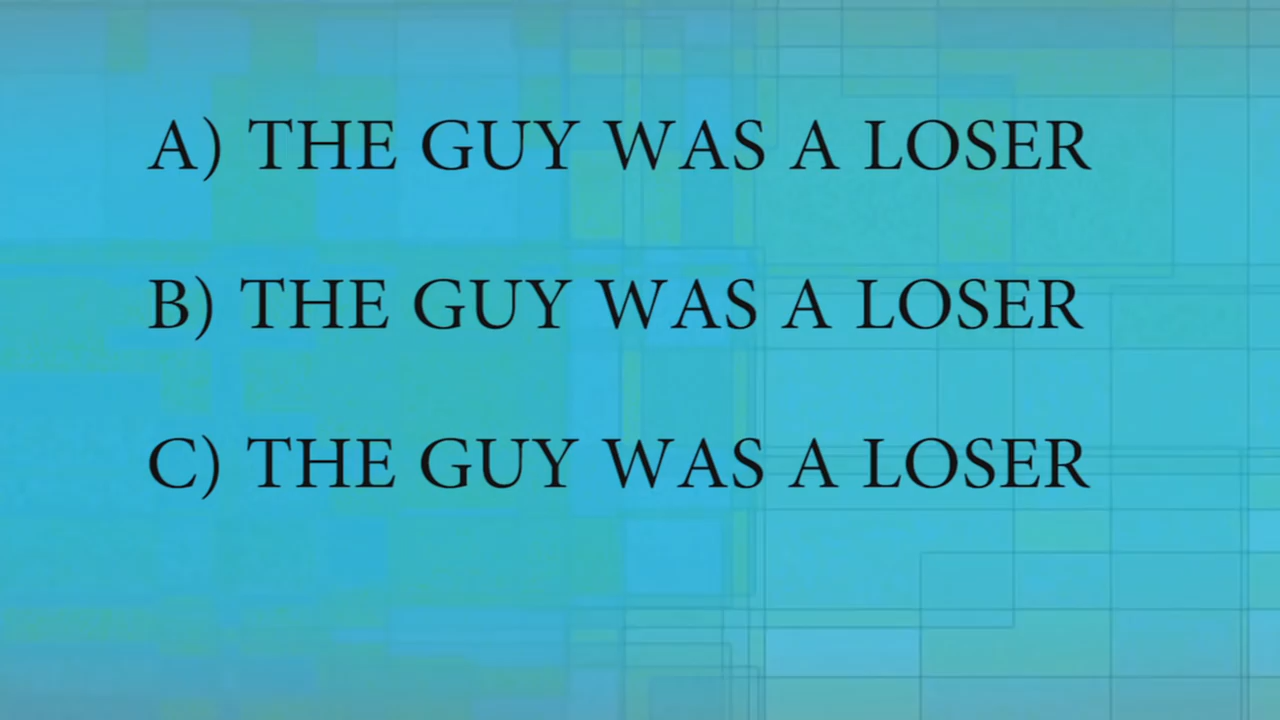 A) THE GUY WAS A LOSER
B) THE GUY WAS A LOSER
C) THE GUY WAS A LOSER